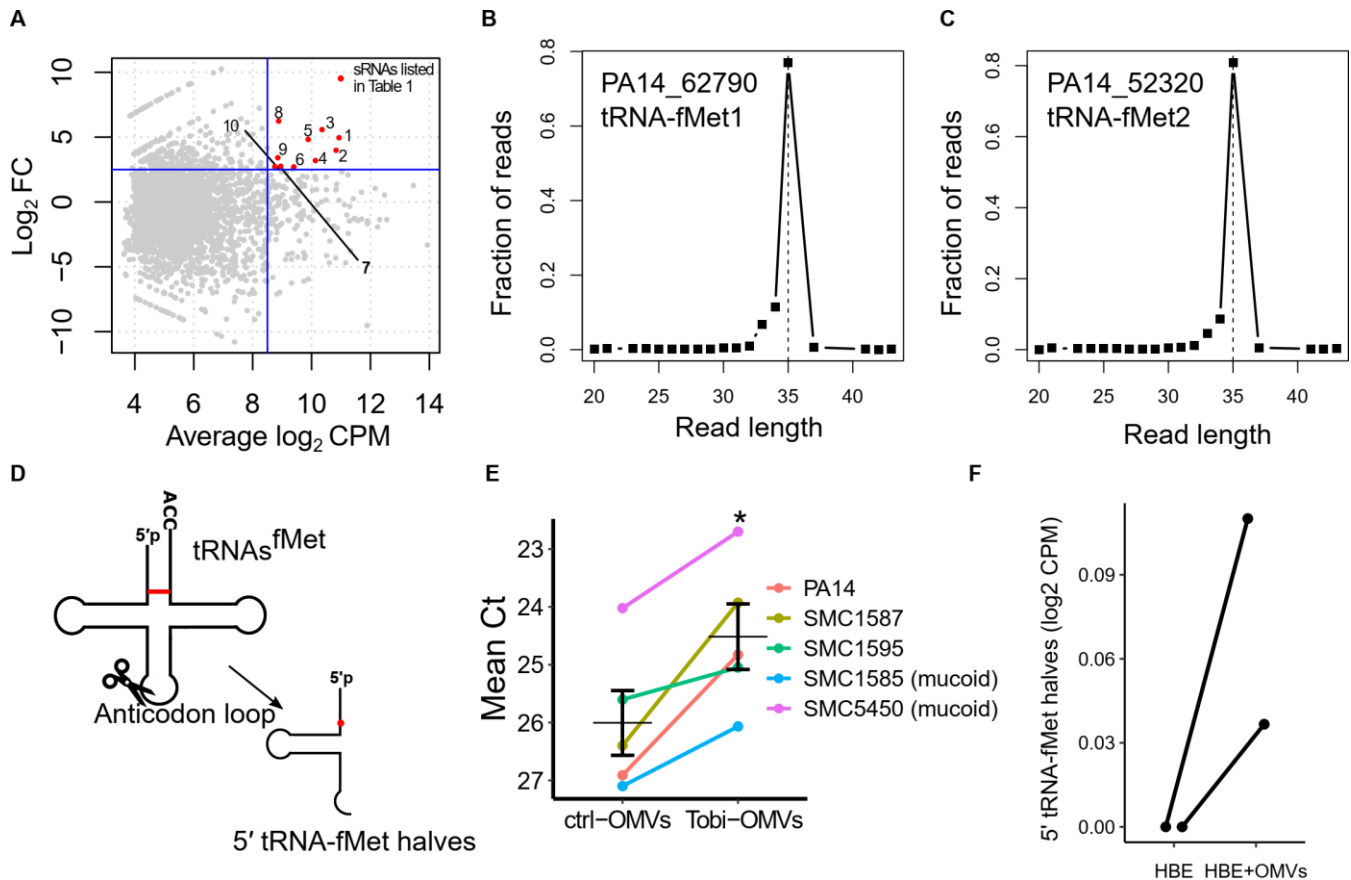 A
sRNAs listed
in Table 1
10
8
3
5
1
9
6
4
2
7
10
5
0
−5
−10
Log2 FC
4 6 8 10 12 14
Average log2 CPM
B
PA14_62790
tRNA-fMet1
0.8
0.6
0.4
0.2
0.0
Fraction of reads
20 25 30 35 40
Read length
C
PA14_52320
tRNA-fMet2
0.8
0.6
0.4
0.2
0.0
Fraction of reads
20 25 30 35 40
Read length
D
ACC
5'p
tRNAsfMet
Anticodon loop
5'p
5' tRNA-fMet halves
E
*
23
24
25
26
27
Mean Ct
ctrl−OMVs Tobi−OMVs
PA14
SMC1587
SMC1595
SMC1585 (mucoid)
SMC5450 (mucoid)
F
5' tRNA-fMet halves (log2 CPM)
0.09
0.06
0.03
0.00
HBE HBE+OMVs